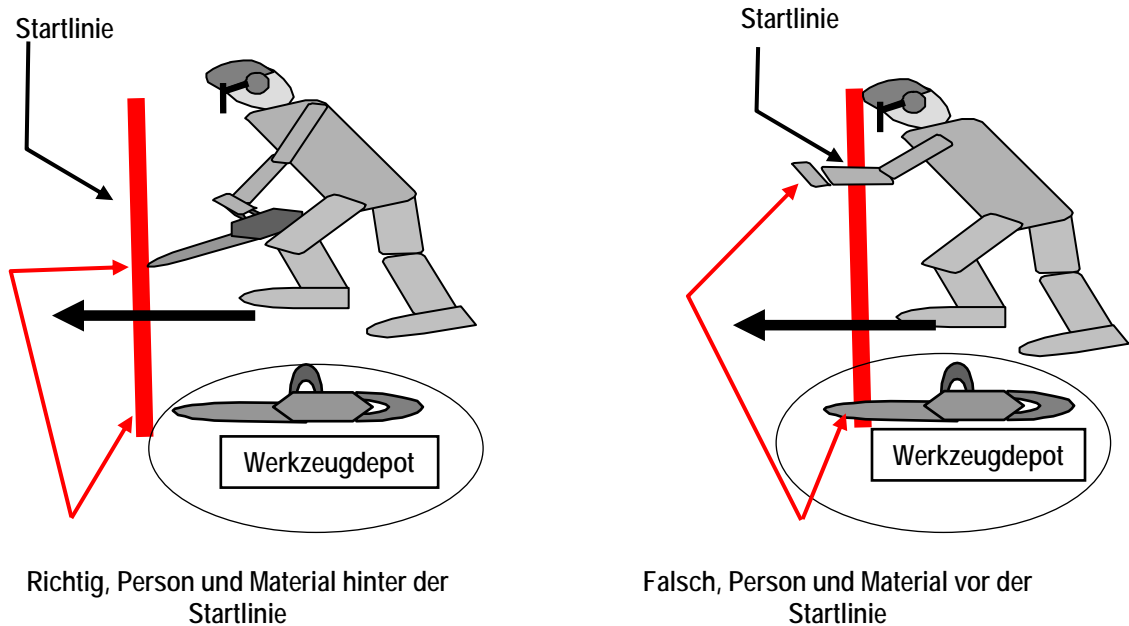 Startlinie
Startlinie
Werkzeugdepot
Werkzeugdepot
Richtig, Person und Material hinter der
Startlinie
Falsch, Person und Material vor der
Startlinie